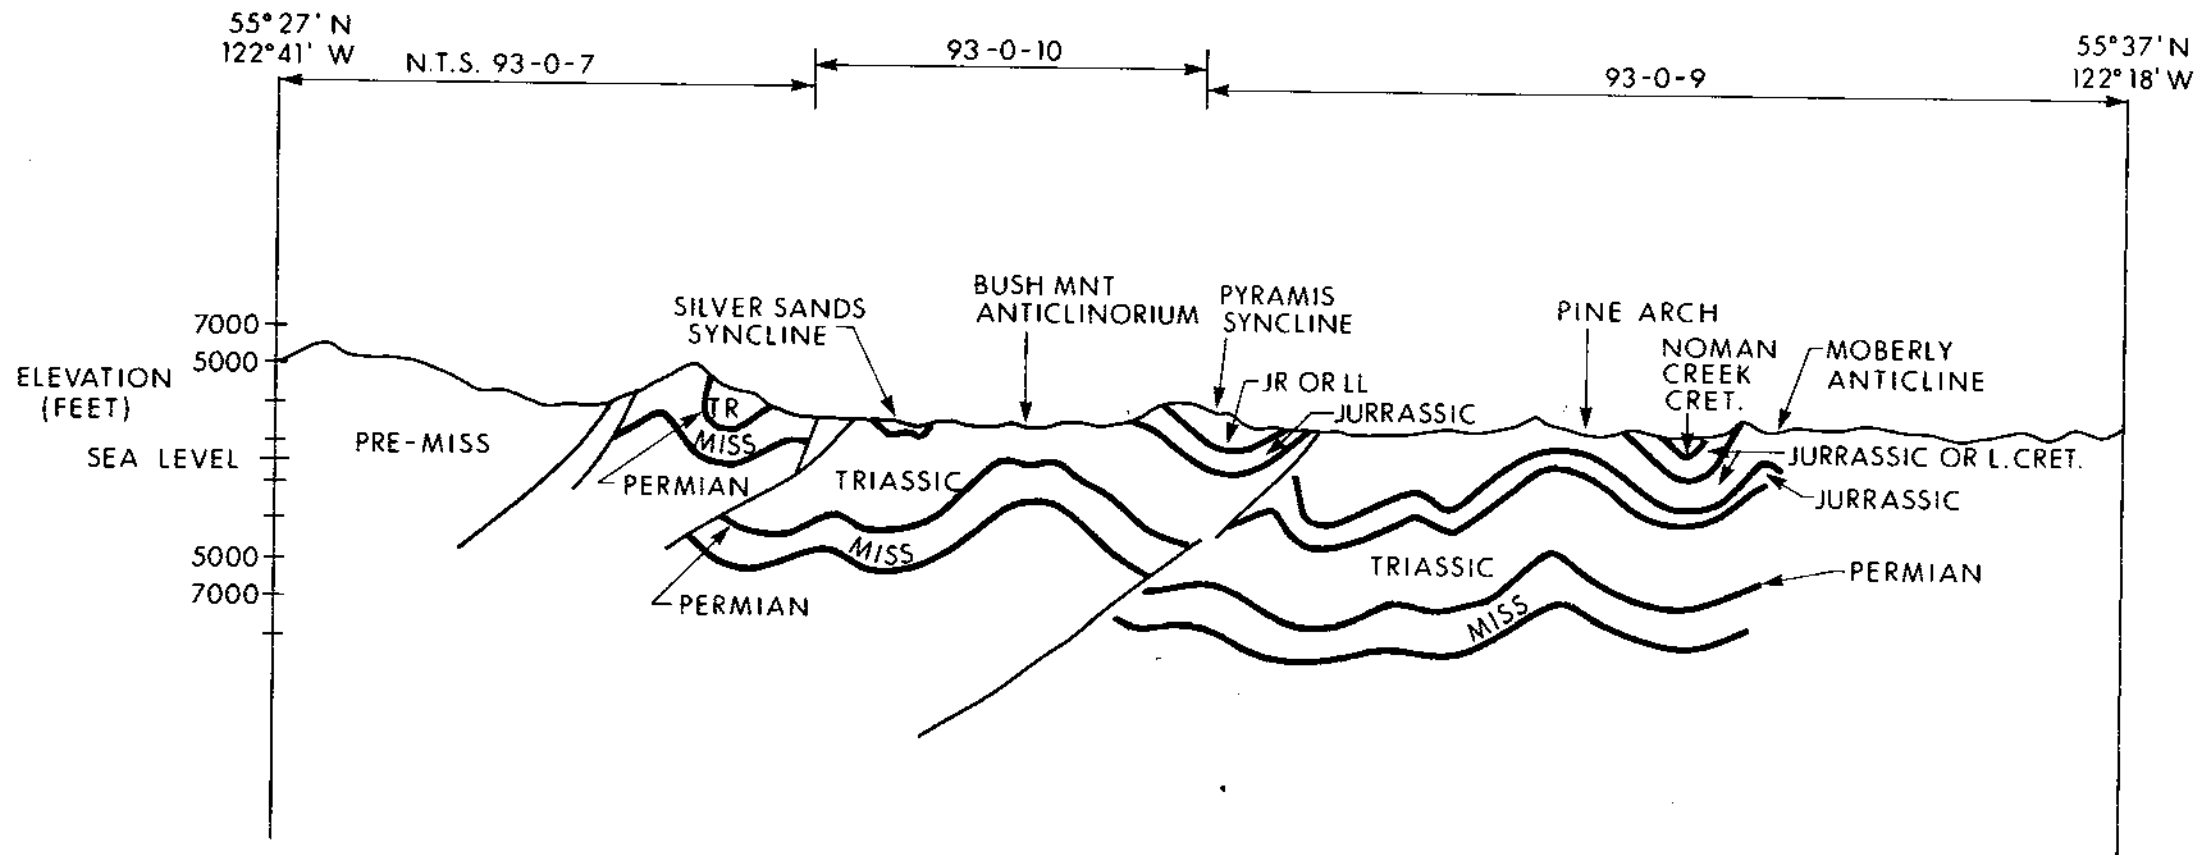 55°27'N
122°41' W
N.T.S. 93-0-7
93-0-10
93-0-9
55°37'N
122°18'W
7000
5000
ELEVATION
(FEET)
SEA LEVEL
5000
7000
PRE-MISS
SILVER SANDS
SYNCLINE
BUSH MNT
ANTICLINORIUM
PYRAMIS
SYNCLINE
PINE ARCH
NOMAN
CREEK
CRET.
MOBERLY
ANTICLINE
JR OR LL
JURRASSIC
TR
MISS
PERMIAN
TRIASSIC
MISS
PERMIAN
JURRASSIC OR L. CRET.
JURRASSIC
TRIASSIC
PERMIAN
MISS